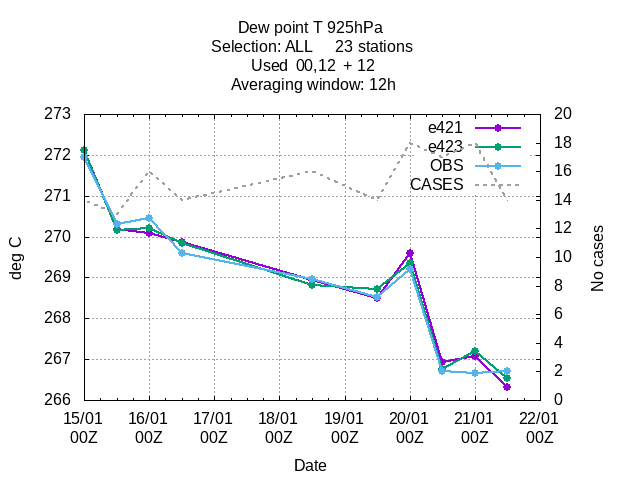 Dew point T 925hPa
Selection: ALL 23 stations
Used 00,12 + 12
Averaging window: 12h
273 20
e421
18
e423
272
OBS
16
CASES
271 14
270 12
10
269
8
268 6
4
267
2
266 0
deg C
No cases
15/01 16/01 17/01 18/01 19/01 20/01 21/01 22/01
00Z 00Z 00Z 00Z 00Z 00Z 00Z 00Z
Date